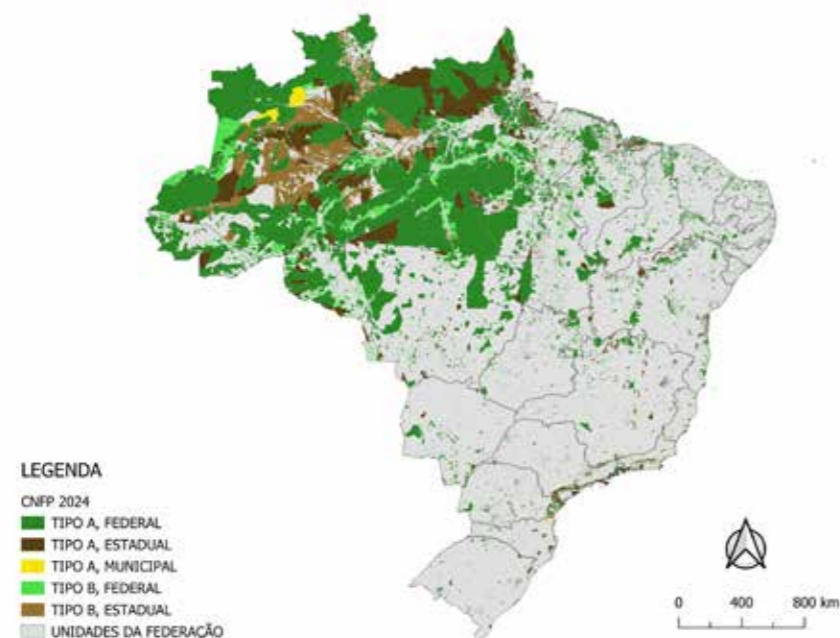 LEGENDA
CNFP 2024
TIPO A, FEDERAL
TIPO A, ESTADUAL
TIPO A, MUNICIPAL
TIPO B, FEDERAL
TIPO B, ESTADUAL
UNIDADES DA FEDERAÇÃO
0 400 800 km